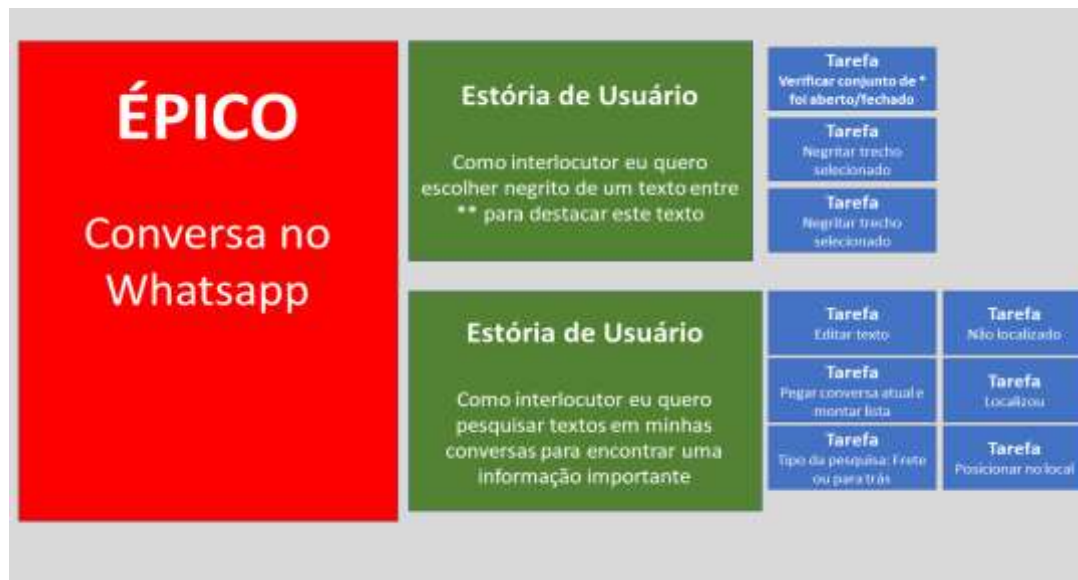 ÉPICO
Conversa no
Whatsapp
Estória de Usuário
Como interlocutor eu quero
escolher negrito de um texto entre
** para destacar este texto
Tarefa
Verificar conjunto de *
foi aberto/fechado
Tarefa
Negritar trecho
selecionado
Tarefa
Negritar trecho
selecionado
Estória de Usuário
Como interlocutor eu quero
pesquisar textos em minhas
conversas para encontrar uma
informação importante
Tarefa
Editar texto
Tarefa
Pegar conversa atual e
montar lista
Tarefa
Tipo da pesquisa: Frete
ou para trás
Tarefa
Não localizado
Tarefa
Localizou
Tarefa
Posicionar no local